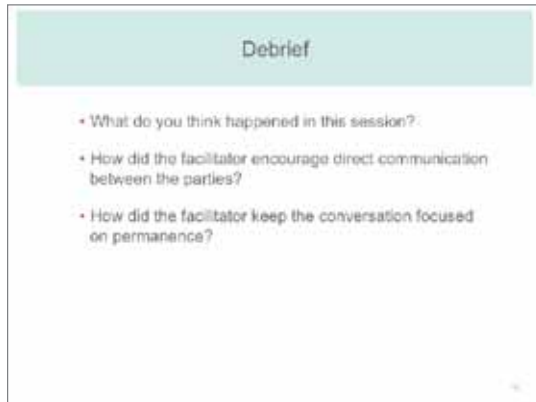 Debrief
• What do you think happened in this session?
• How did the facilitator encourage direct communication
between the parties?
• How did the facilitator keep the conversation focused
on permanence?